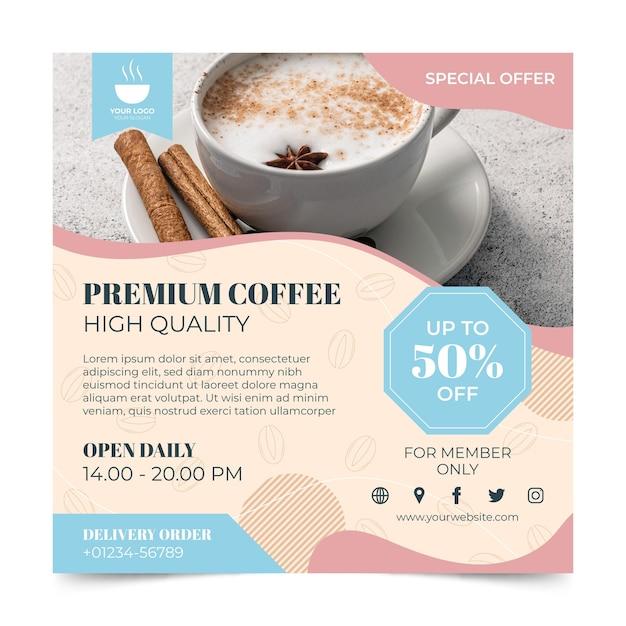 YOUR LOGO
YOUR SLOGAN
SPECIAL OFFER
PREMIUM COFFEE
HIGH QUALITY
Lorem ipsum dolor sit amet, consectetuer
adipiscing elit, sed diam nonummy nibh
euismod tincidunt ut laoreet dolore magna
aliquam erat volutpat. Ut wisi enim ad minim
veniam, quis nostrud exerci tation ullamcorper
OPEN DAILY
14.00 - 20.00 PM
UP TO
50%
OFF
FOR MEMBER
ONLY
www.yourwebsite.com
DELIVERY ORDER
+01234-56789